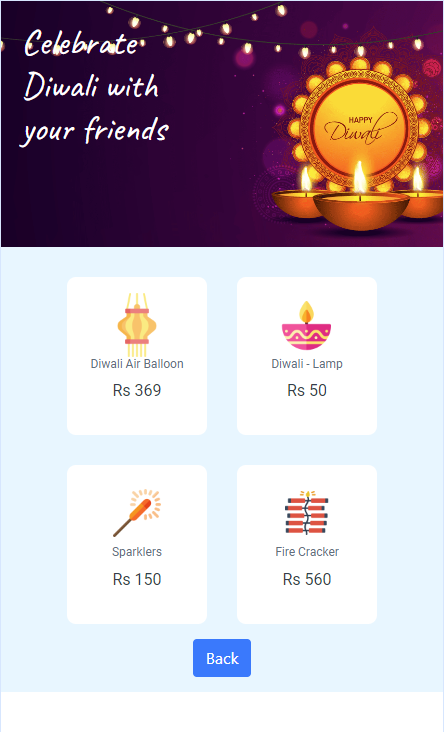 Celebrate
Diwali with
your friends
HAPPY
Diwali
Diwali Air Balloon
Rs 369
Diwali - Lamp
Rs 50
Sparklers
Rs 150
Fire Cracker
Rs 560
Back